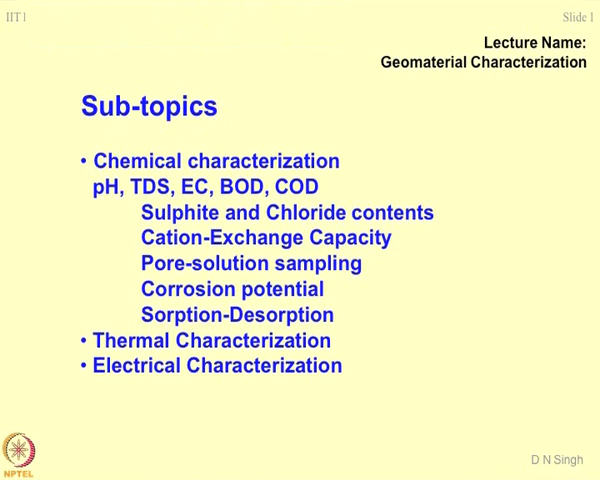 IIT
Slide 1
Lecture Name:
Geomaterial Characterization
Sub-topics
• Chemical characterization
pH, TDS, EC, BOD, COD
Sulphite and Chloride contents
Cation-Exchange Capacity
Pore-solution sampling
Corrosion potential
Sorption-Desorption
• Thermal Characterization
• Electrical Characterization
NPTEL
D N Singh